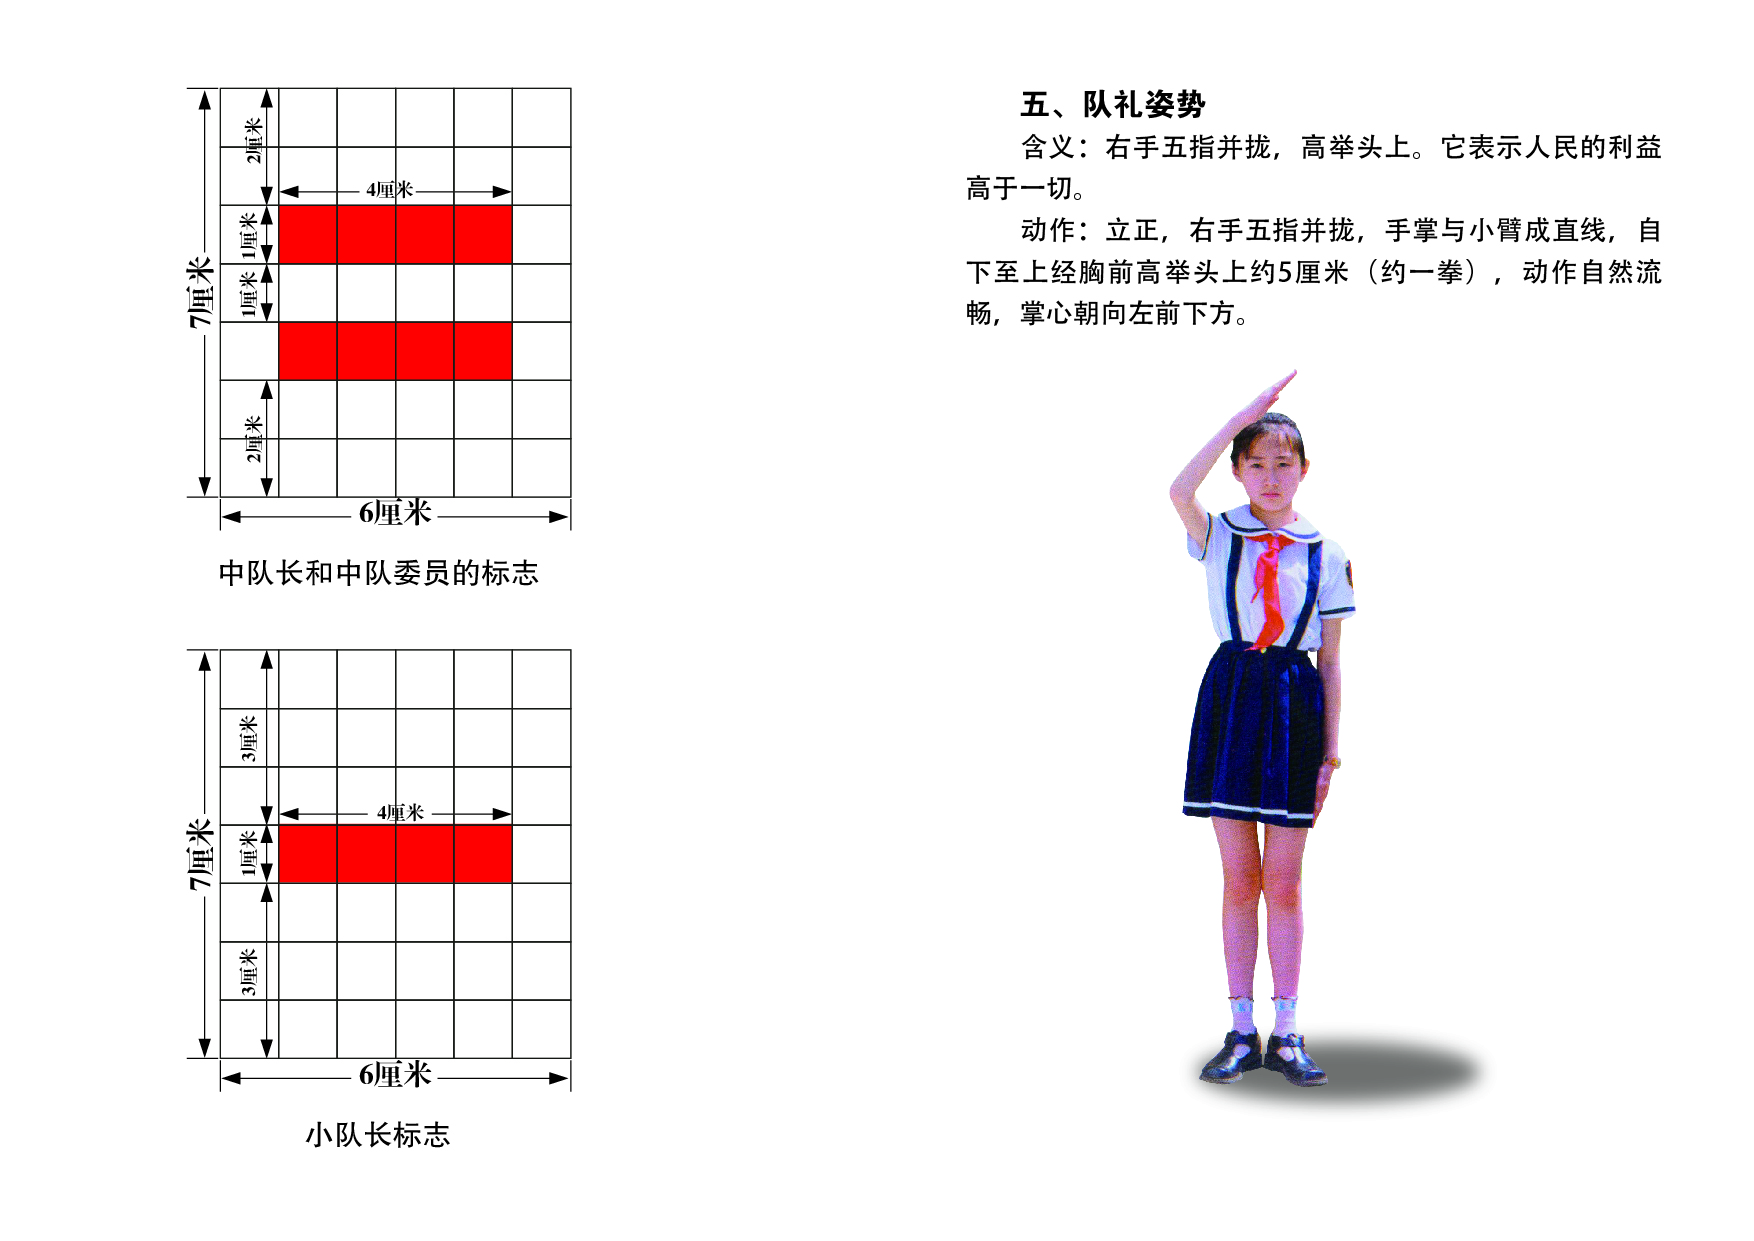 2厘米
4厘米
1厘米
1厘米
7厘米
2厘米
6厘米
中队长和中队委员的标志
3厘米
4厘米
1厘米
7厘米
3厘米
6厘米
小队长标志
五、队礼姿势
含义：右手五指并拢，高举头上。它表示人民的利益
高于一切。
动作：立正，右手五指并拢，手掌与小臂成直线，自
下至上经胸前高举头上约5厘米（约一拳），动作自然流
畅，掌心朝向左前下方。